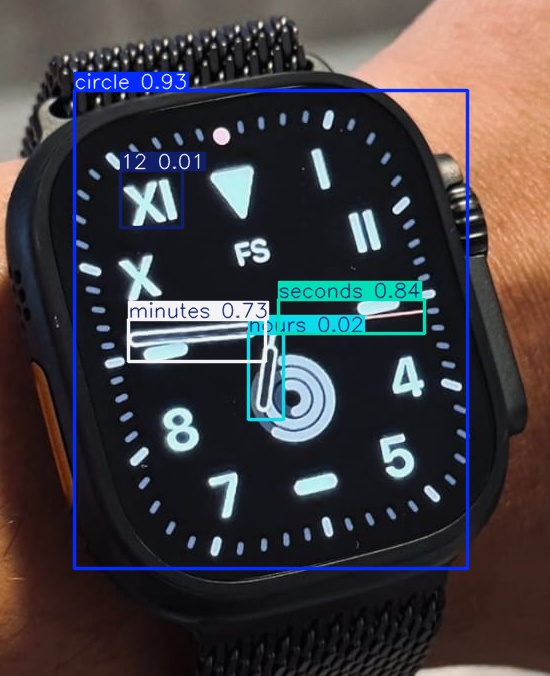 circle 0.93
12 0.01
XI
I
II
FS
X
seconds 0.84
minutes 0.73
hours 0.02
4
8
5
7